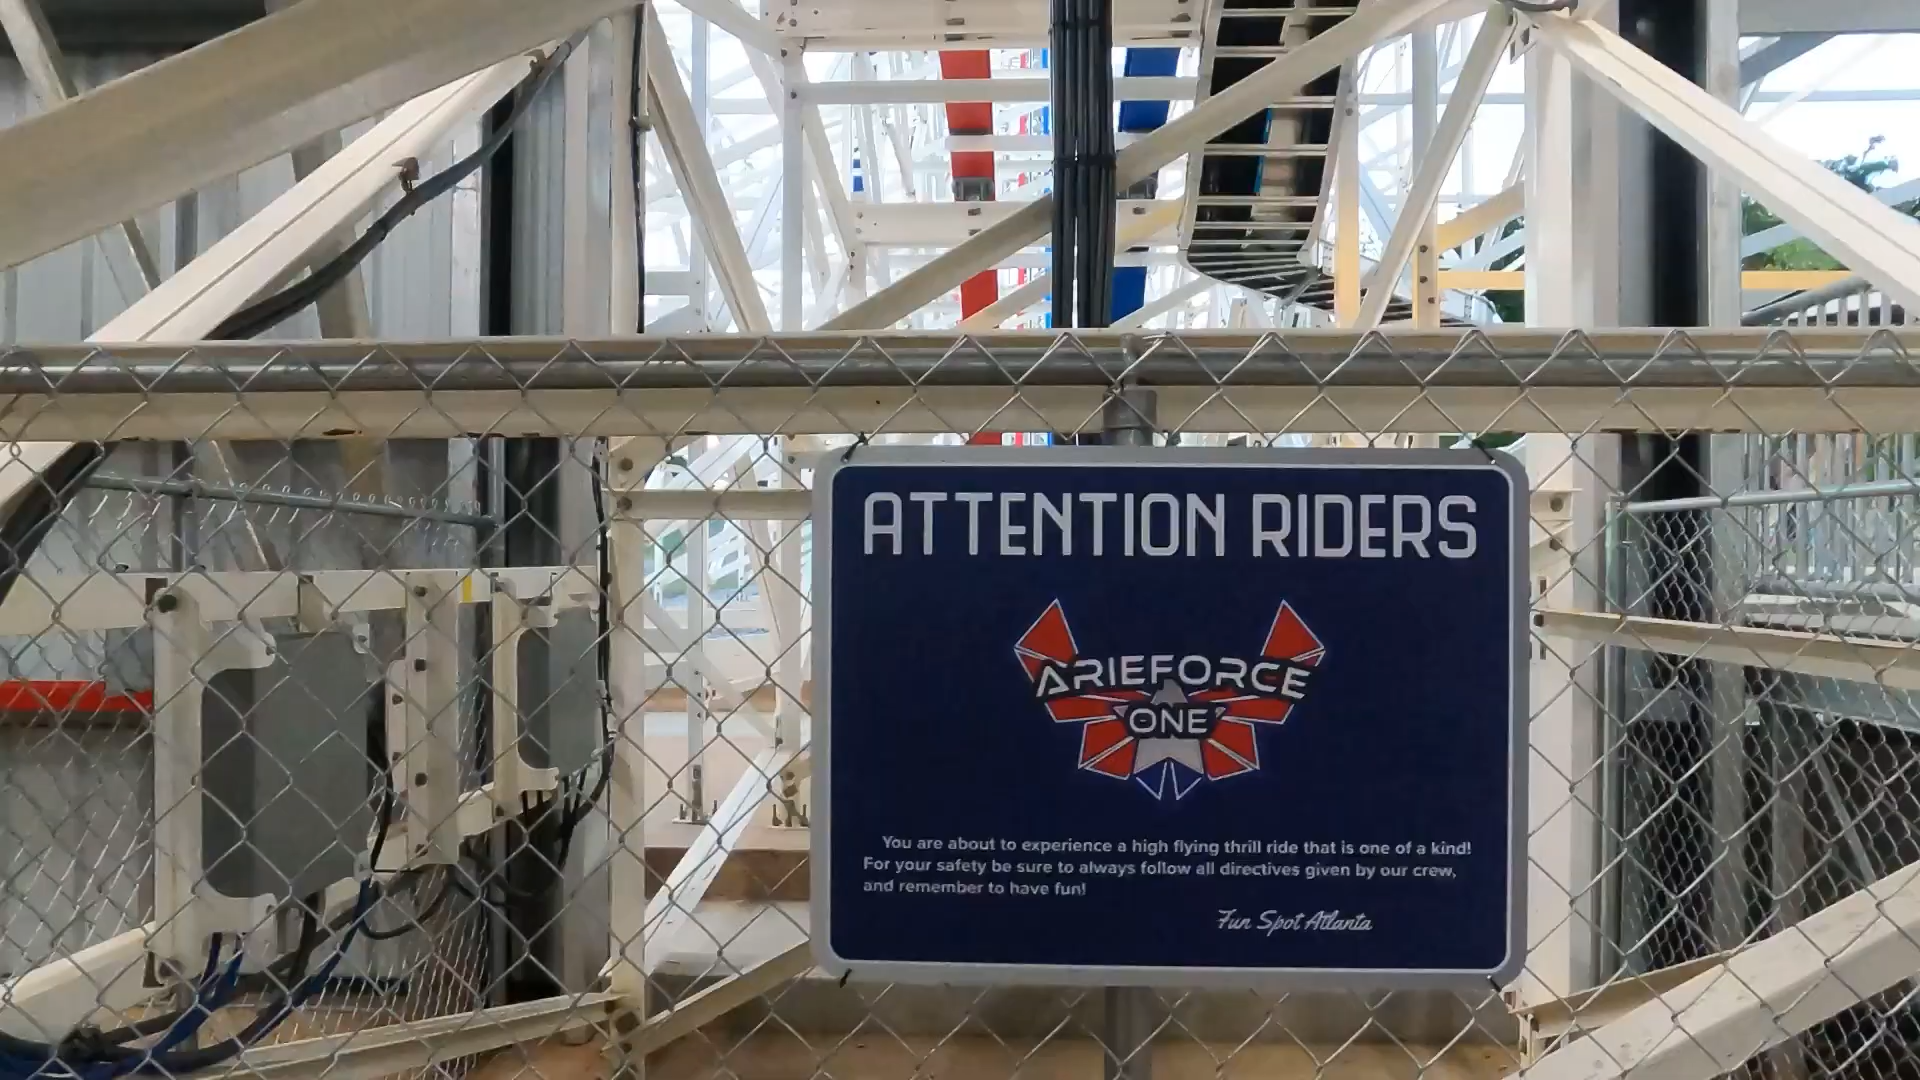 ATTENTION RIDERS
ARIEFORCE
ONE
You are about to experience a high flying thrill ride that is one of a kind!
For your safety be sure to always follow all directives given by our crew,
and remember to have fun!
Fun Spot Atlanta